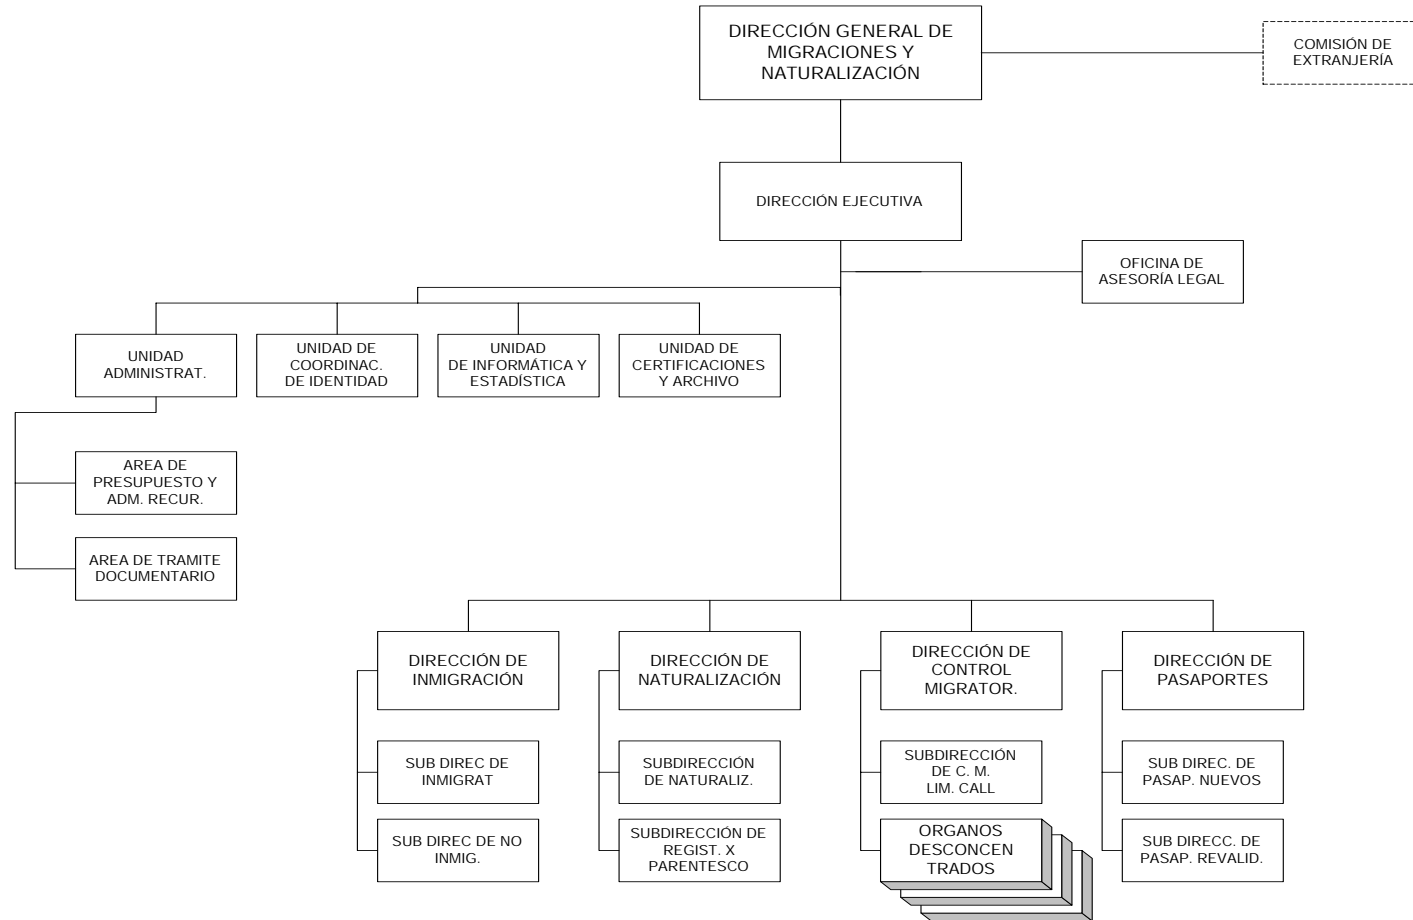 DIRECCIÓN GENERAL DE
MIGRACIONES Y
NATURALIZACIÓN
COMISIÓN DE
EXTRANJERÍA
DIRECCIÓN EJECUTIVA
OFICINA DE
ASESORÍA LEGAL
UNIDAD
ADMINISTRAT.
UNIDAD DE
COORDINAC.
DE IDENTIDAD
UNIDAD
DE INFORMÁTICA Y
ESTADÍSTICA
UNIDAD DE
CERTIFICACIONES
Y ARCHIVO
AREA DE
PRESUPUESTO Y
ADM. RECUR.
AREA DE TRAMITE
DOCUMENTARIO
DIRECCIÓN DE
INMIGRACIÓN
DIRECCIÓN DE
NATURALIZACIÓN
DIRECCIÓN DE
CONTROL
MIGRATOR.
DIRECCIÓN DE
PASAPORTES
SUB DIREC DE
INMIGRAT
SUBDIRECCIÓN
DE NATURALIZ.
SUBDIRECCIÓN
DE C. M.
LIM. CALL
SUB DIREC. DE
PASAP. NUEVOS
SUB DIREC DE NO
INMIG.
SUBDIRECCIÓN DE
REGIST. X
PARENTESCO
ORGANOS
DESCONCEN
TRADOS
SUB DIRECC. DE
PASAP. REVALID.